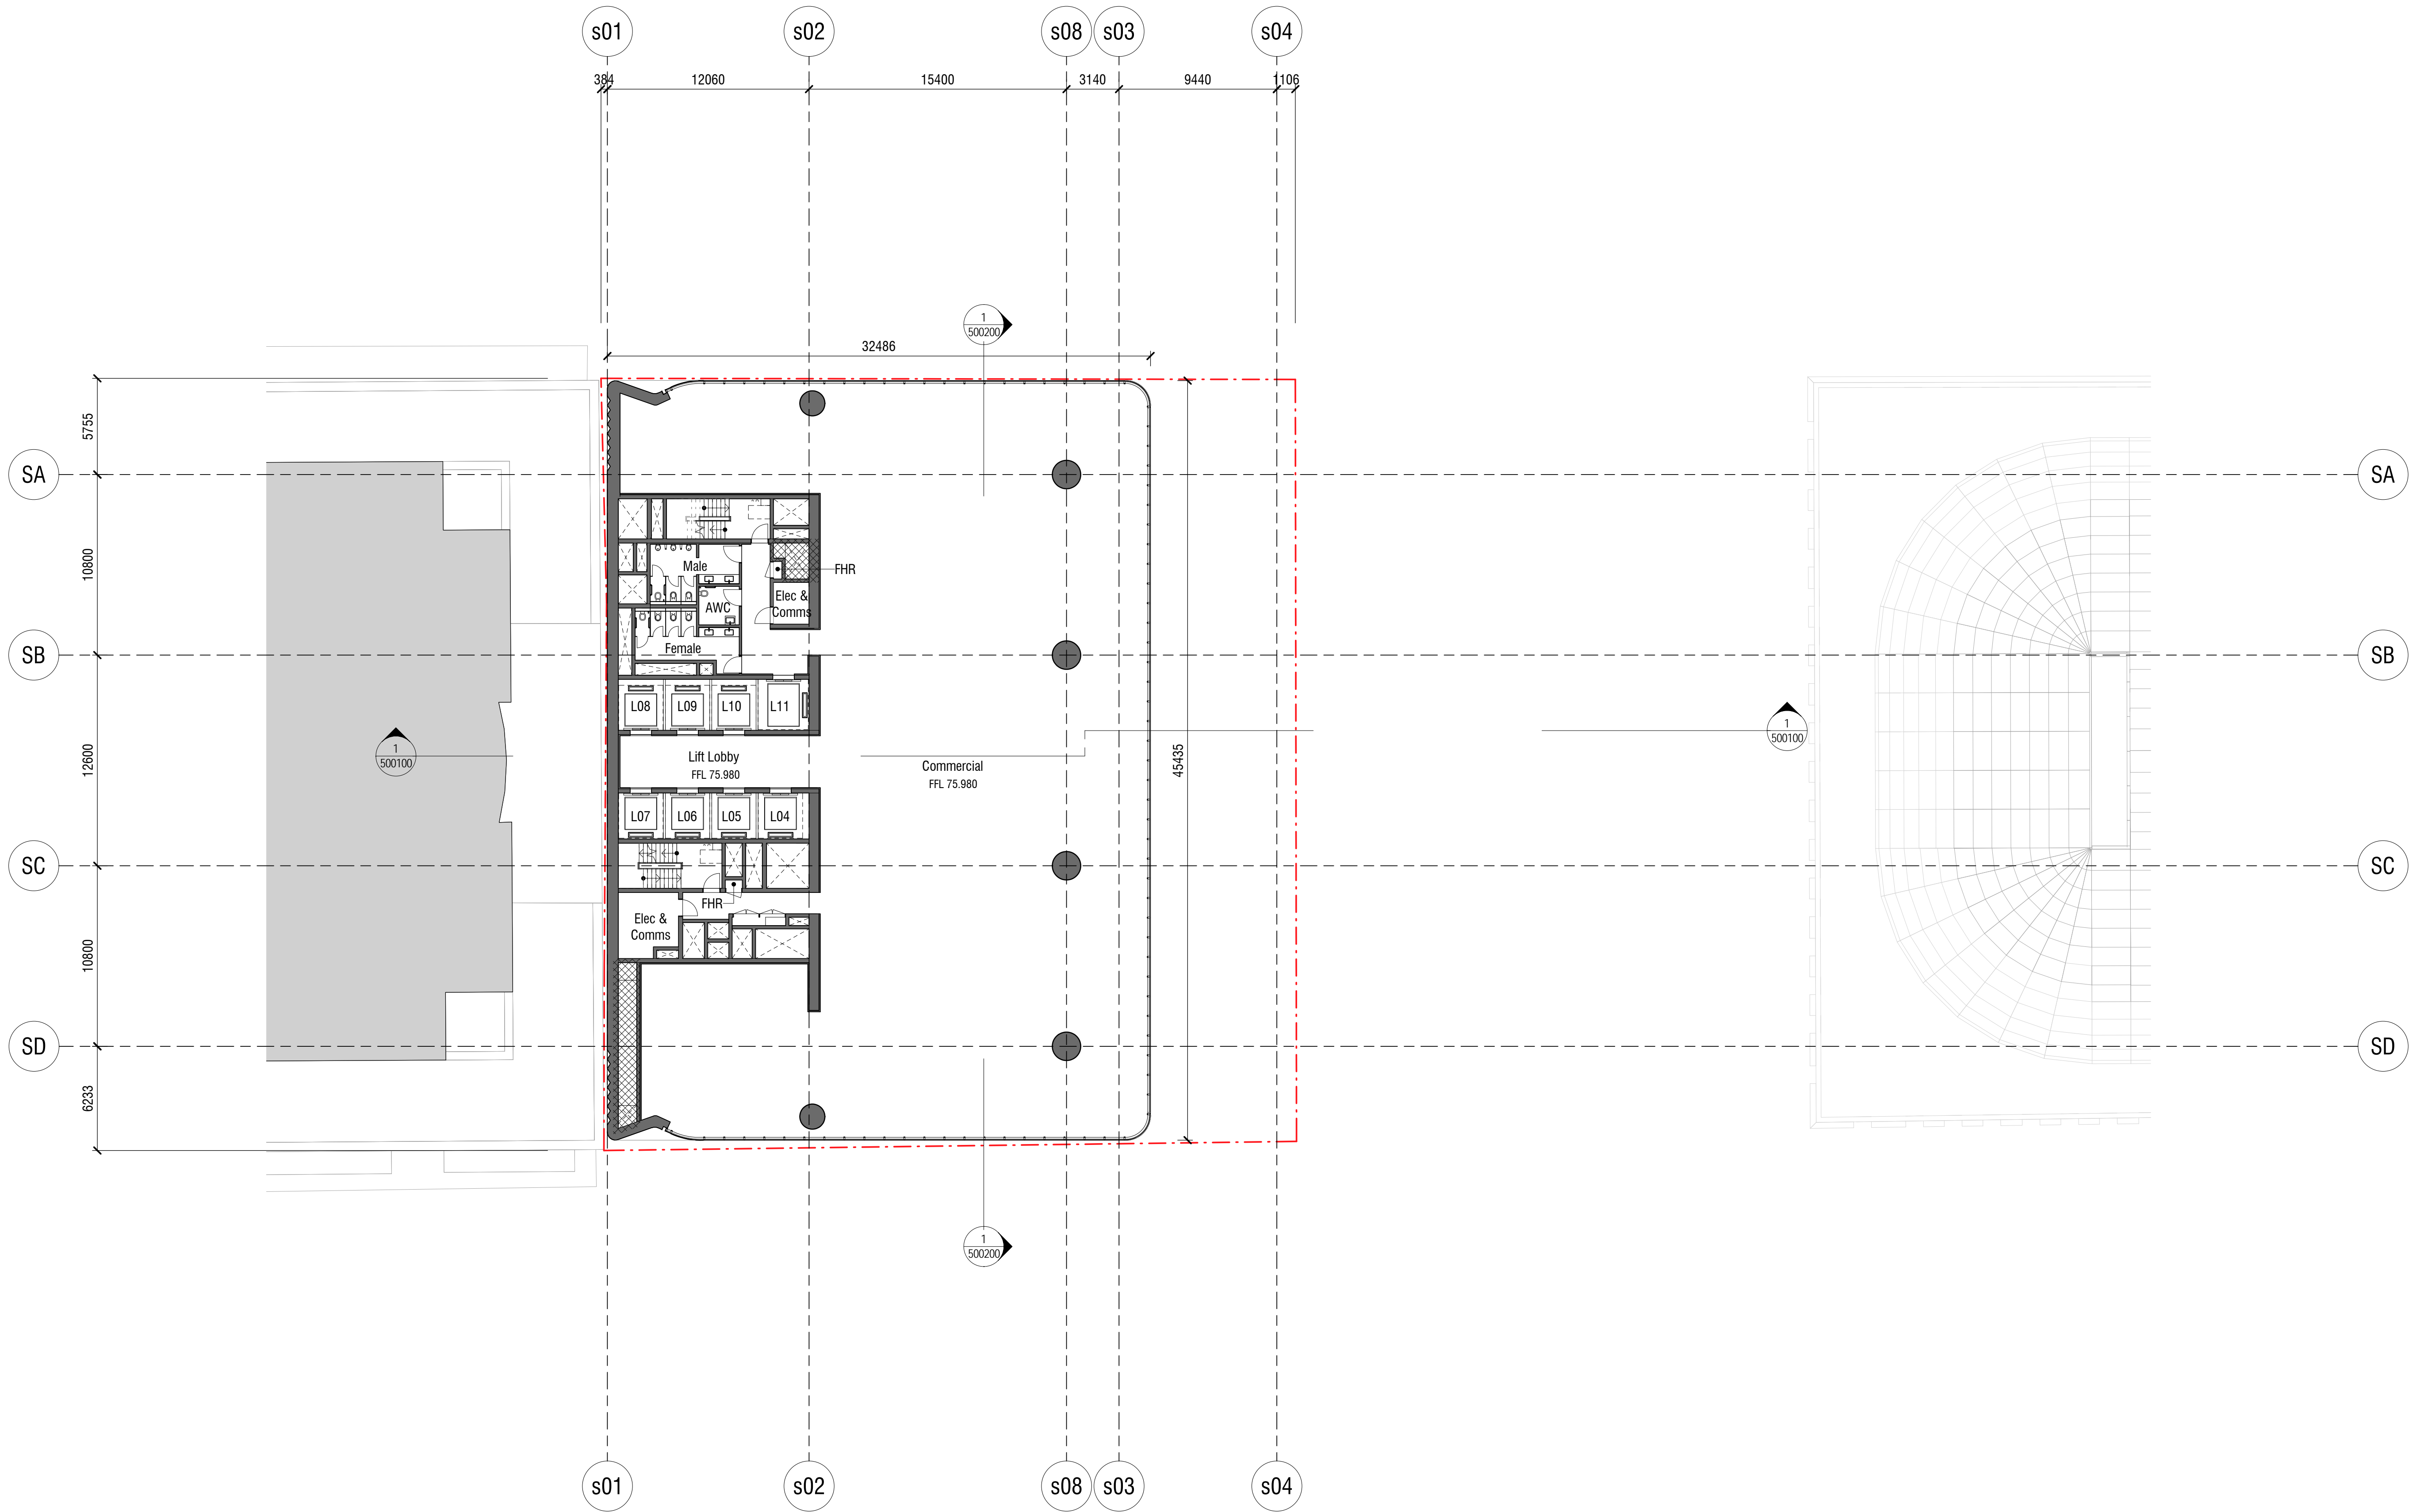 s01
s02
s08
s03
s04
384
12060
15400
3140
9440
1106
1
500200
32486
5755
SA
SA
10800
Male
FHR
Elec &
Comms
AWC
SB
Female
SB
L08
L09
L10
L11
1
500100
1
500100
12600
Lift Lobby
FFL 75.980
Commercial
FFL 75.980
45435
L07
L06
L05
L04
SC
SC
FHR
Elec &
Comms
10800
SD
SD
6233
1
500200
s01
s02
s08
s03
s04